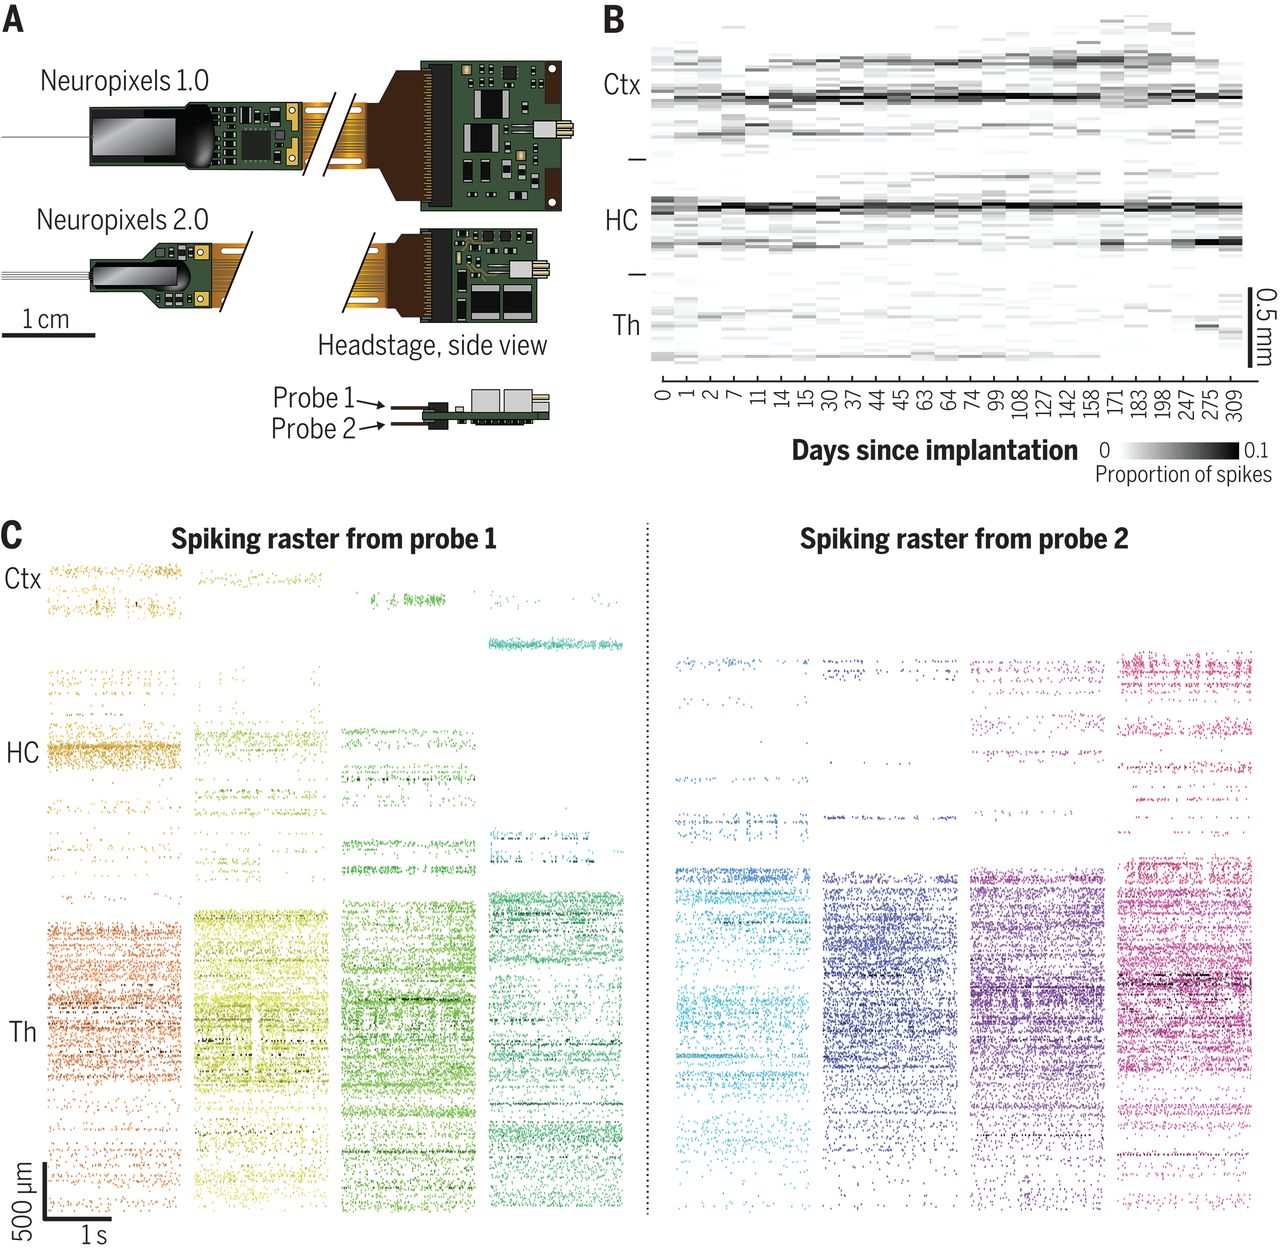 A
Neuropixels 1.0
Neuropixels 2.0
1 cm
Headstage, side view
Probe 1
Probe 2
B
Ctx
HC
Th
0.5 mm
0 1 2 7 11 14 15 30 37 44 45 63 64 74 99 108 127 142 158 171 183 198 247 275 309
Days since implantation
0 0.1
Proportion of spikes
C
Spiking raster from probe 1
Spiking raster from probe 2
Ctx
HC
Th
500 µm
1 s